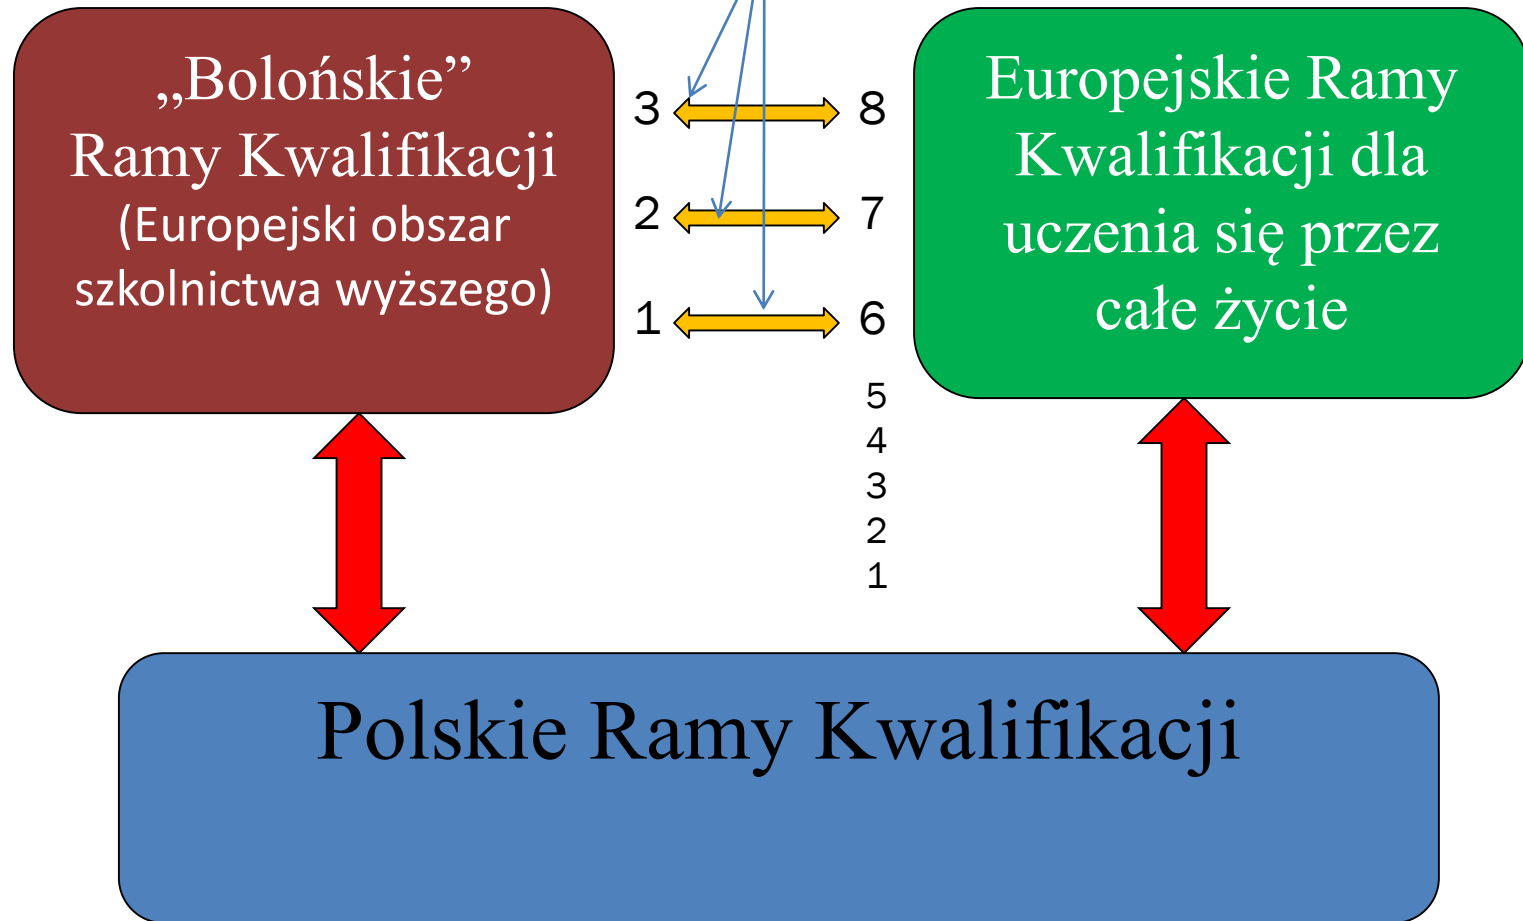 „Bolońskie”
Ramy Kwalifikacji
(Europejski obszar
szkolnictwa wyższego)
3 8
2 7
1 6
5
4
3
2
1
Europejskie Ramy
Kwalifikacji dla
uczenia się przez
całe życie
Polskie Ramy Kwalifikacji